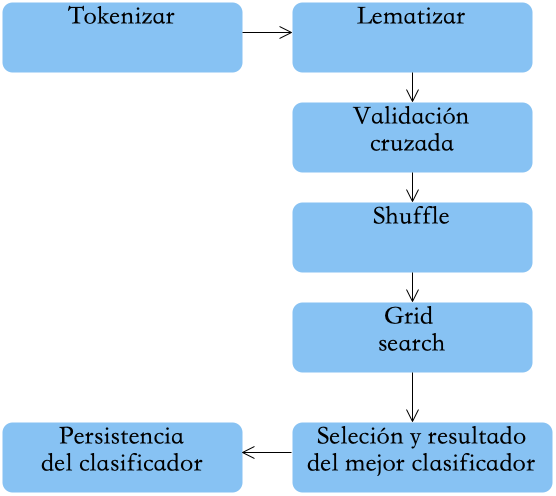 Tokenizar
Lematizar
Validación
cruzada
Shuffle
Grid
search
Seleción y resultado
del mejor clasificador
Persistencia
del clasificador